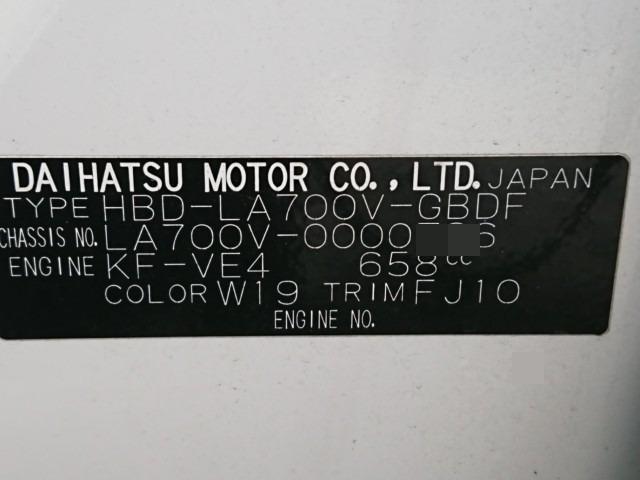 DAIHATSU MOTOR CO., LTD. JAPAN
TYPE HBD-LA700V-GBDF
CHASSIS NO. LA700V-0000
ENGINE KF-VE4 658cc
COLOR W19 TRIM FJ10
ENGINE NO.